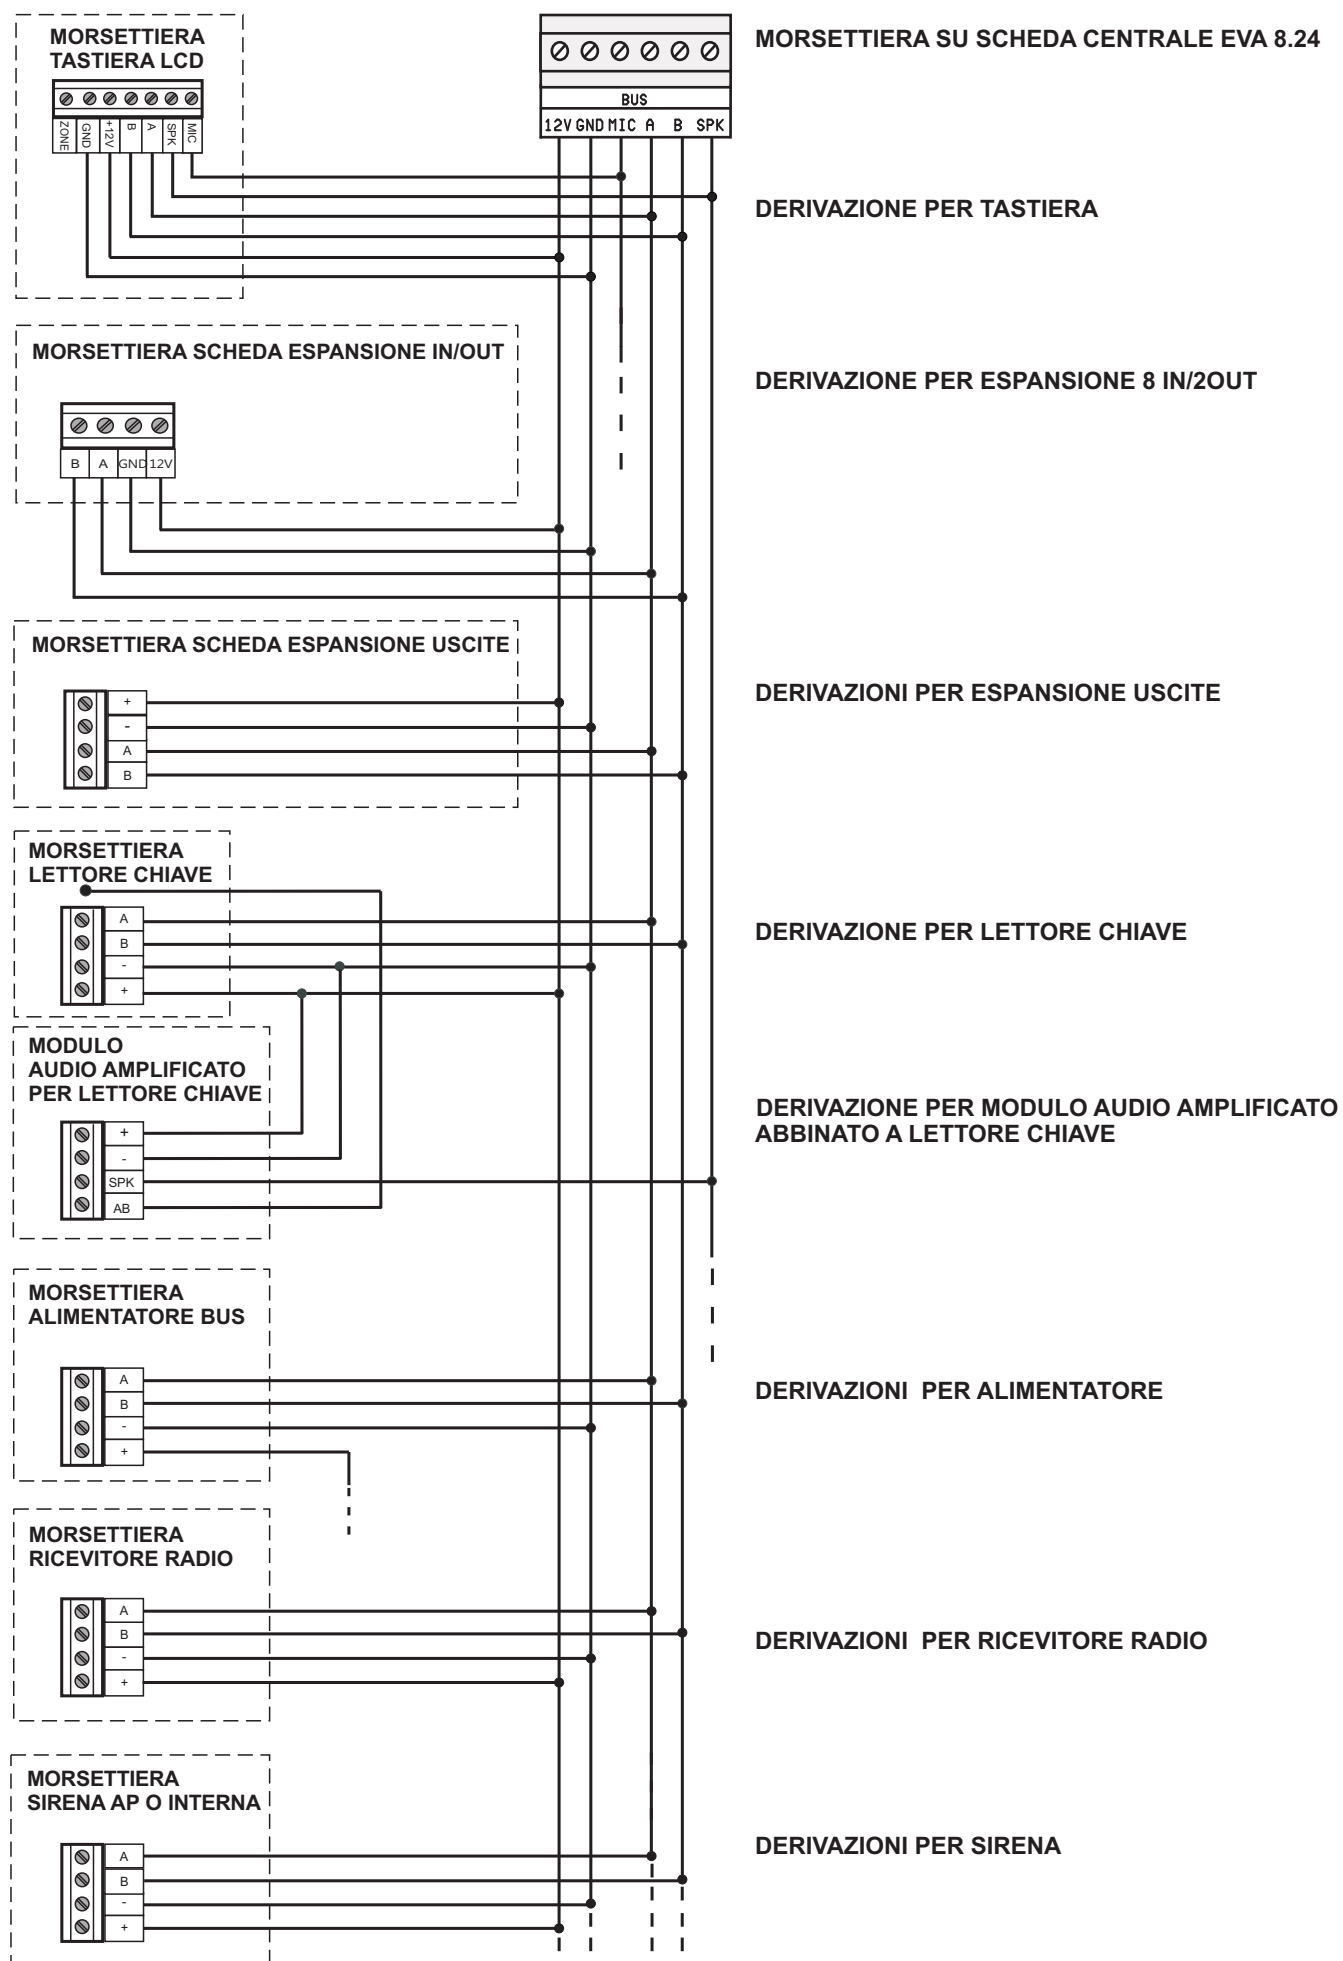 MORSETTIERA
TASTIERA LCD
ZONE GND +12V B A SPK MIC
BUS
12V GND MIC A B SPK
MORSETTIERA SU SCHEDA CENTRALE EVA 8.24
DERIVAZIONE PER TASTIERA
MORSETTIERA SCHEDA ESPANSIONE IN/OUT
B A GND 12V
DERIVAZIONE PER ESPANSIONE 8 IN/2OUT
MORSETTIERA SCHEDA ESPANSIONE USCITE
+
-
A
B
DERIVAZIONI PER ESPANSIONE USCITE
MORSETTIERA
LETTORE CHIAVE
A
B
-
+
DERIVAZIONE PER LETTORE CHIAVE
MODULO
AUDIO AMPLIFICATO
PER LETTORE CHIAVE
+
-
SPK
AB
DERIVAZIONE PER MODULO AUDIO AMPLIFICATO
ABBINATO A LETTORE CHIAVE
MORSETTIERA
ALIMENTATORE BUS
A
B
-
+
DERIVAZIONI PER ALIMENTATORE
MORSETTIERA
RICEVITORE RADIO
A
B
-
+
DERIVAZIONI PER RICEVITORE RADIO
MORSETTIERA
SIRENA AP O INTERNA
A
B
-
+
DERIVAZIONI PER SIRENA